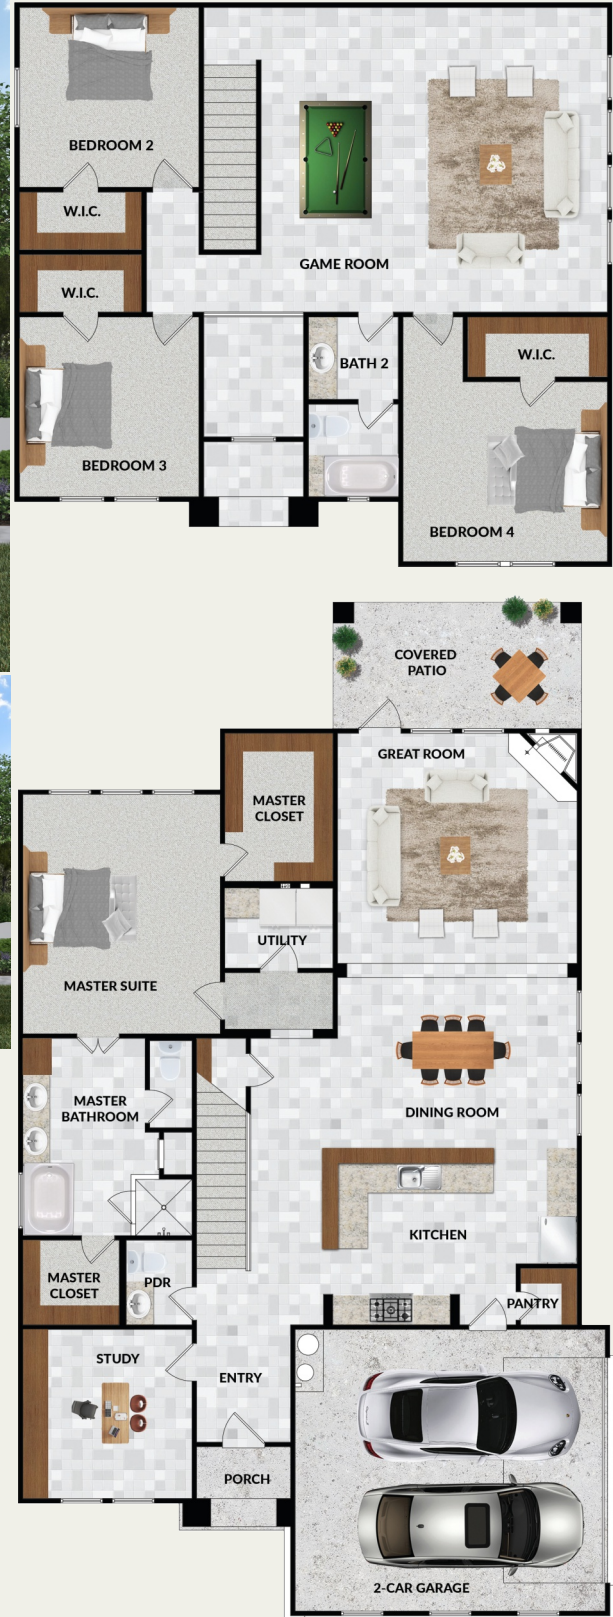 BEDROOM 2
W.I.C.
GAME ROOM
W.I.C.
W.I.C.
BATH 2
BEDROOM 3
BEDROOM 4
COVERED
PATIO
GREAT ROOM
MASTER
CLOSET
UTILITY
MASTER SUITE
MASTER
BATHROOM
DINING ROOM
KITCHEN
MASTER
CLOSET
PDR
PANTRY
STUDY
ENTRY
PORCH
2-CAR GARAGE